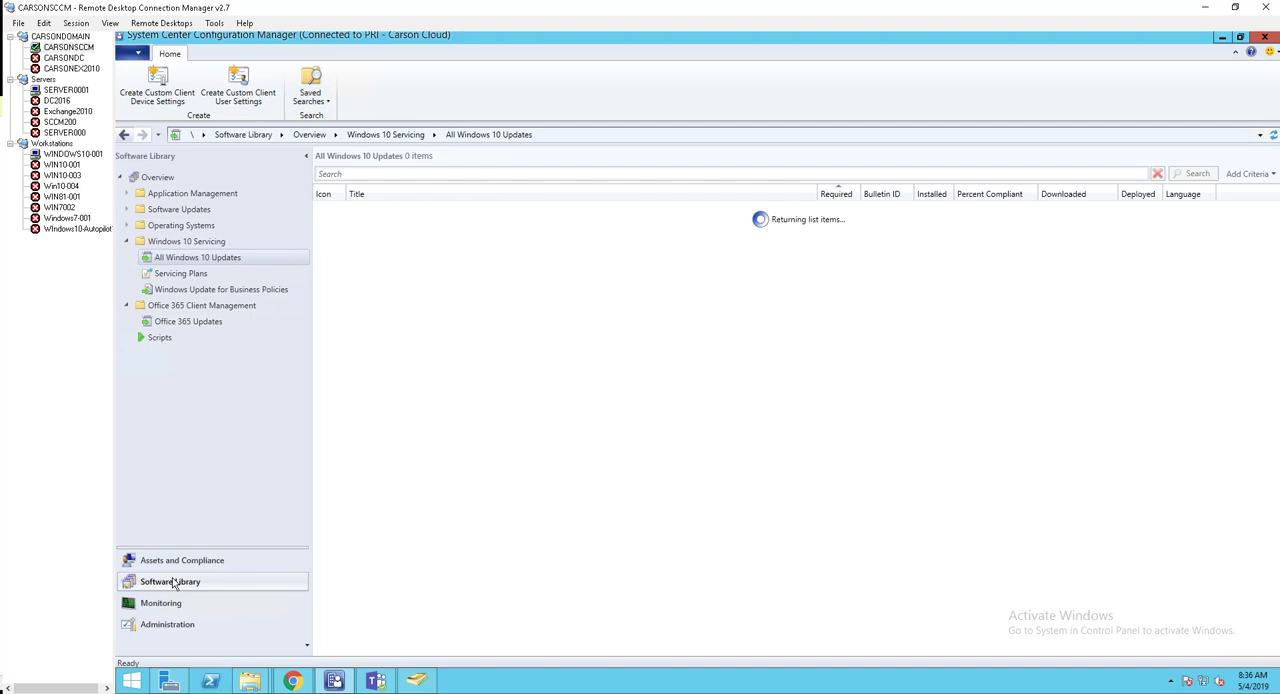 CARSONSCCM - Remote Desktop Connection Manager v2.7
File Edit Session View Remote Desktops Tools Help
CARSONDOMAIN
CARSONSCCM
CARSONDC
CARSONEX2010
Servers
SERVER0001
DC2016
Exchange2010
SCCM200
SERVER000
Workstations
WINDOWS10-001
WIN10-001
WIN10-003
Win10-004
WIN81-001
WIN7002
Windows7-001
WIndows10-Autopilot
System Center Configuration Manager (Connected to PRI - Carson Cloud)
Home
Create Custom Client Device Settings
Create Custom Client User Settings
Saved Searches
Create
Search
\ Software Library Overview Windows 10 Servicing All Windows 10 Updates
Software Library
Overview
Application Management
Software Updates
Operating Systems
Windows 10 Servicing
All Windows 10 Updates
Servicing Plans
Windows Update for Business Policies
Office 365 Client Management
Office 365 Updates
Scripts
Assets and Compliance
Software Library
Monitoring
Administration
All Windows 10 Updates 0 items
Search Search Add Criteria
Icon Title Required Bulletin ID Installed Percent Compliant Downloaded Deployed Language
Returning list items...
Activate Windows
Go to System in Control Panel to activate Windows.
Ready
8:36 AM
5/4/2019